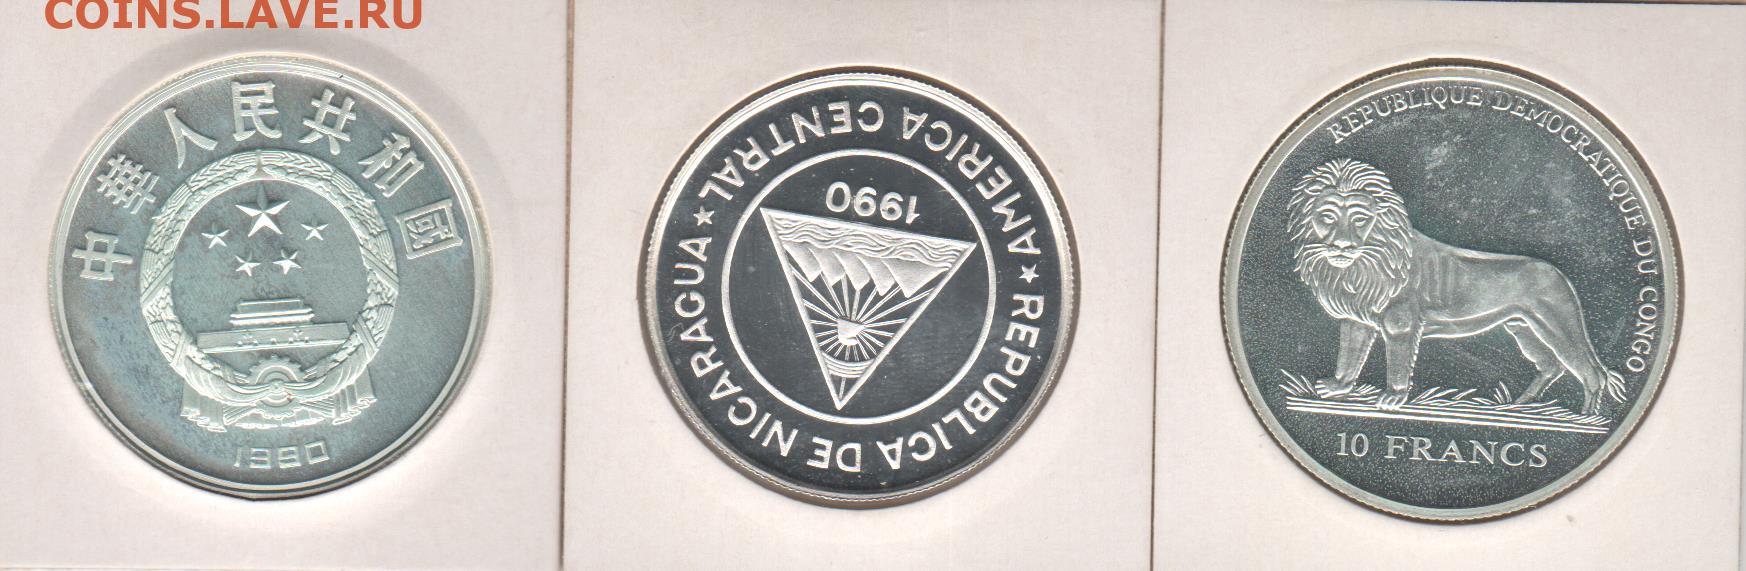 COINS.LAVE.RU
中華人民共和國
1990
REPUBLICA DE NICARAGUA
AMERICA CENTRAL
1990
REPUBLIQUE DEMOCRATIQUE DU CONGO
10 FRANCS